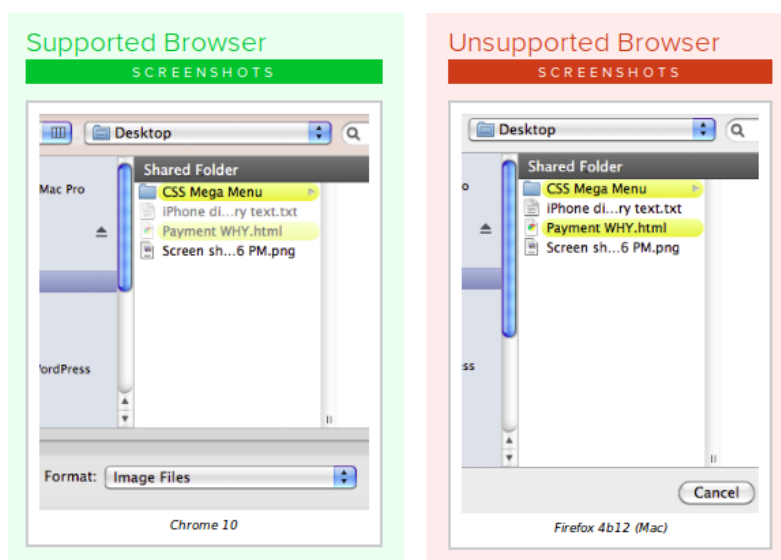 Supported Browser
SCREENSHOTS
Desktop
Shared Folder
Mac Pro
CSS Mega Menu
iPhone di...ry text.txt
Payment WHY.html
Screen sh...6 PM.png
'ordPress
Format: Image Files
Chrome 10
Unsupported Browser
SCREENSHOTS
Desktop
Shared Folder
o
CSS Mega Menu
iPhone di...ry text.txt
Payment WHY.html
Screen sh...6 PM.png
ss
Cancel
Firefox 4b12 (Mac)